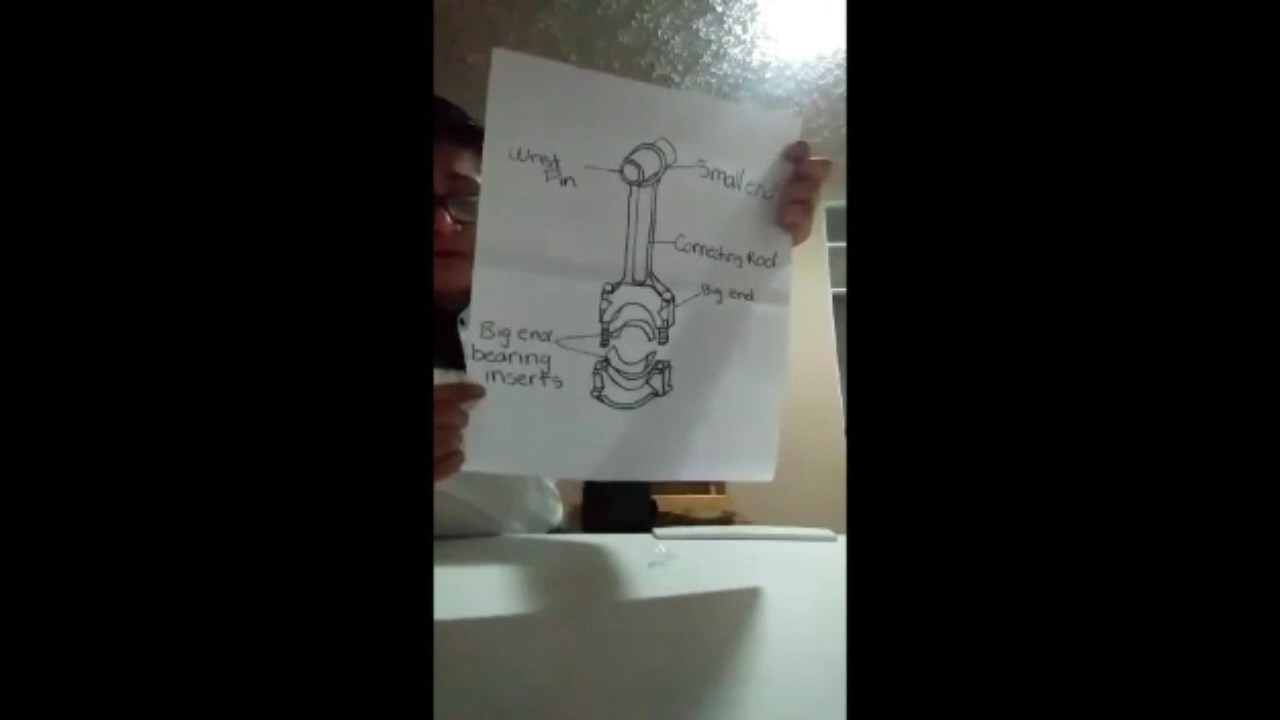 Wrist
Pin
Small end
Connecting Rod
Big end
Big end
bearing
inserts